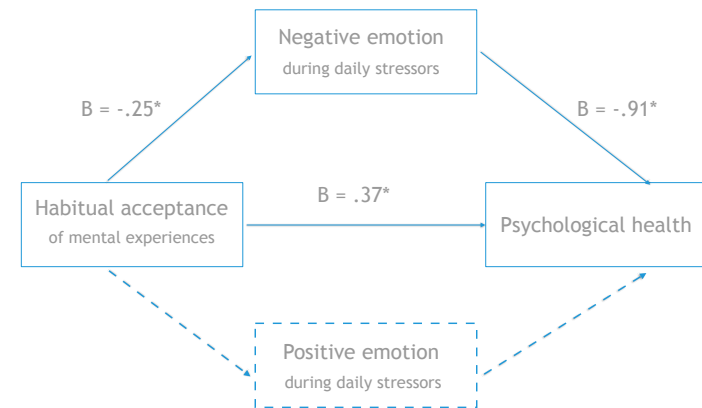 Negative emotion
during daily stressors
B = -.25*
B = -.91*
Habitual acceptance
of mental experiences
B = .37*
Psychological health
Positive emotion
during daily stressors